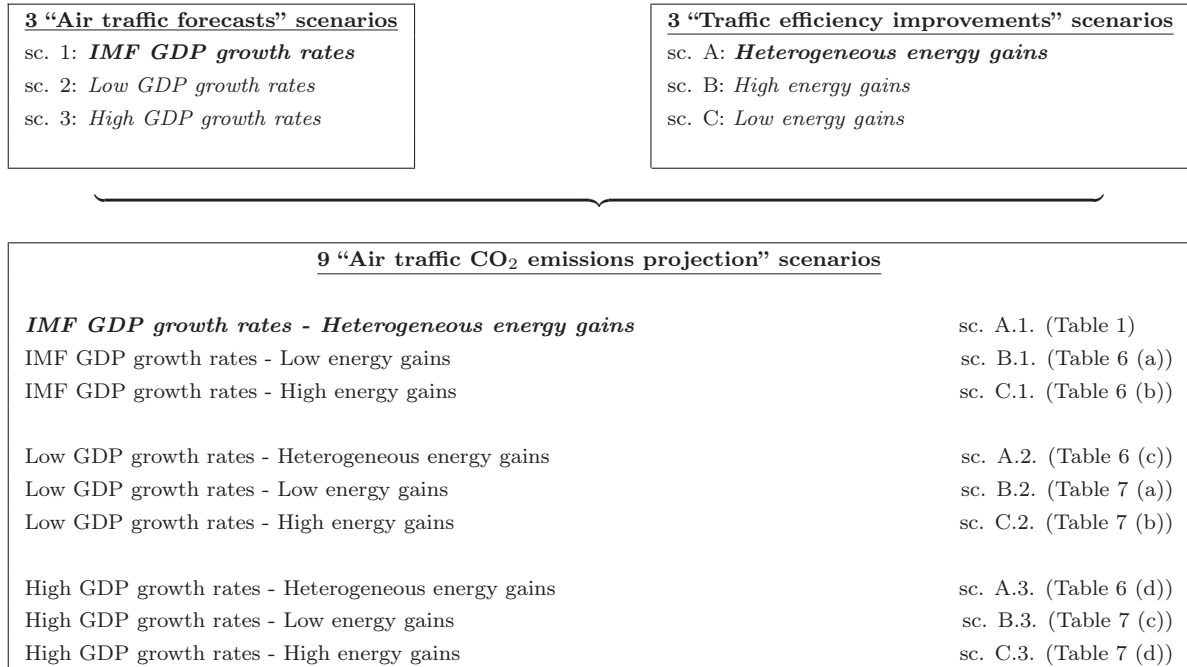 3 “Air traffic forecasts” scenarios
sc. 1: IMF GDP growth rates
sc. 2: Low GDP growth rates
sc. 3: High GDP growth rates
3 “Traffic efficiency improvements” scenarios
sc. A: Heterogeneous energy gains
sc. B: High energy gains
sc. C: Low energy gains
9 “Air traffic CO₂ emissions projection” scenarios
IMF GDP growth rates - Heterogeneous energy gains sc. A.1. (Table 1)
IMF GDP growth rates - Low energy gains sc. B.1. (Table 6 (a))
IMF GDP growth rates - High energy gains sc. C.1. (Table 6 (b))
Low GDP growth rates - Heterogeneous energy gains sc. A.2. (Table 6 (c))
Low GDP growth rates - Low energy gains sc. B.2. (Table 7 (a))
Low GDP growth rates - High energy gains sc. C.2. (Table 7 (b))
High GDP growth rates - Heterogeneous energy gains sc. A.3. (Table 6 (d))
High GDP growth rates - Low energy gains sc. B.3. (Table 7 (c))
High GDP growth rates - High energy gains sc. C.3. (Table 7 (d))